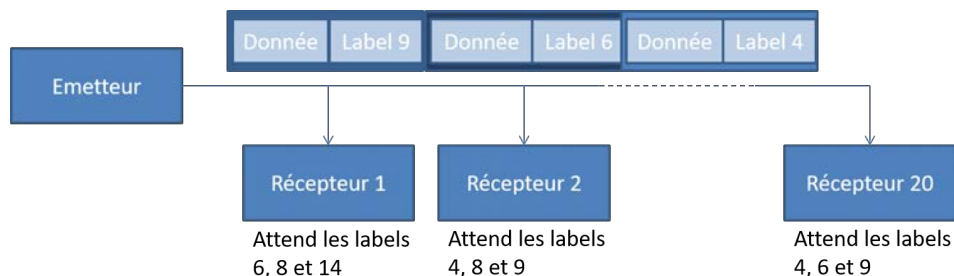 Donnée Label 9 Donnée Label 6 Donnée Label 4
Emetteur
Récepteur 1 Récepteur 2 Récepteur 20
Attend les labels
6, 8 et 14
Attend les labels
4, 8 et 9
Attend les labels
4, 6 et 9